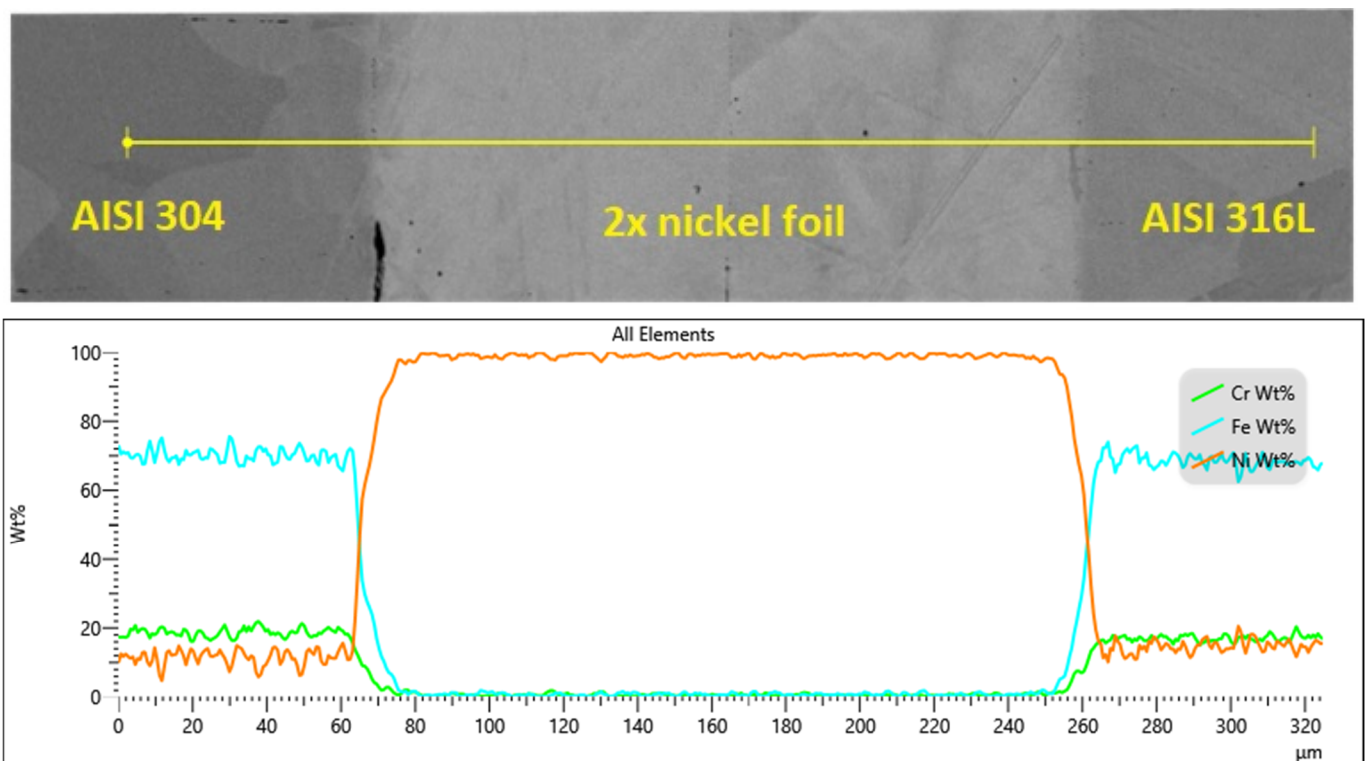 AISI 304
2x nickel foil
AISI 316L
All Elements
100
80
60
40
20
0
Wt%
Cr Wt%
Fe Wt%
Ni Wt%
0 20 40 60 80 100 120 140 160 180 200 220 240 260 280 300 320
µm